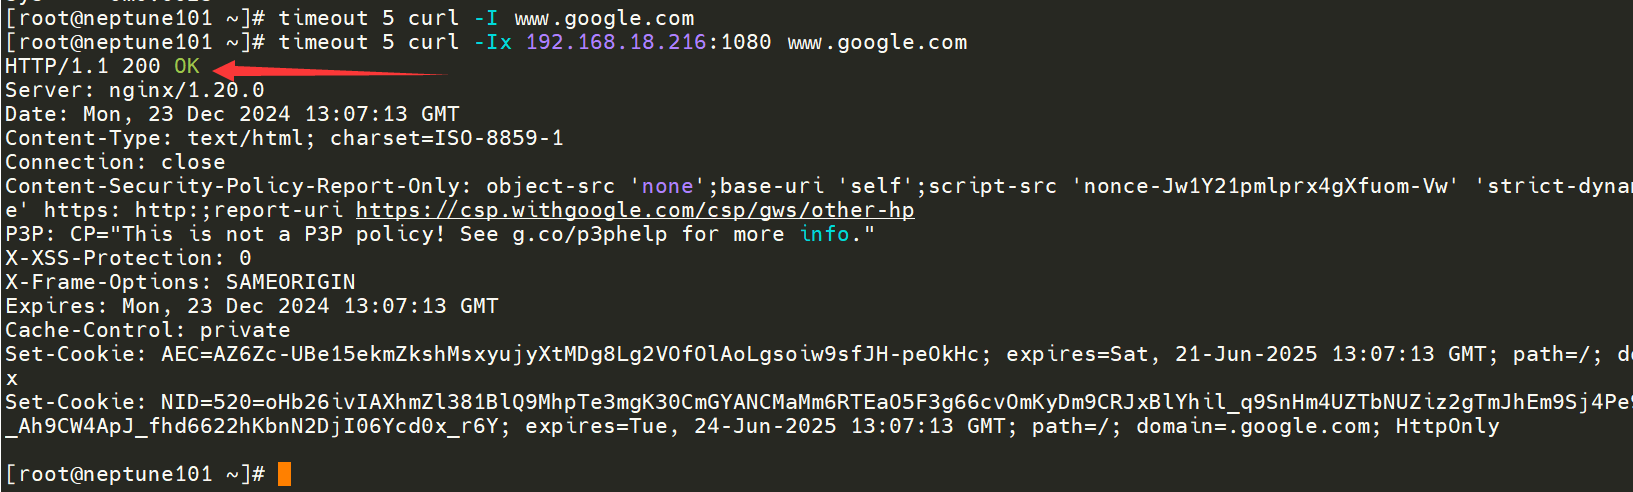 [root@neptune101 ~]# timeout 5 curl -I www.google.com
[root@neptune101 ~]# timeout 5 curl -Ix 192.168.18.216:1080 www.google.com
HTTP/1.1 200 OK
Server: nginx/1.20.0
Date: Mon, 23 Dec 2024 13:07:13 GMT
Content-Type: text/html; charset=ISO-8859-1
Connection: close
Content-Security-Policy-Report-Only: object-src 'none';base-uri 'self';script-src 'nonce-Jw1Y21pmlprx4gXfuom-Vw' 'strict-dynam
e' https: http:;report-uri https://csp.withgoogle.com/csp/gws/other-hp
P3P: CP="This is not a P3P policy! See g.co/p3phelp for more info."
X-XSS-Protection: 0
X-Frame-Options: SAMEORIGIN
Expires: Mon, 23 Dec 2024 13:07:13 GMT
Cache-Control: private
Set-Cookie: AEC=AZ6Zc-UBe15ekmZkshMsxyujyXtMDg8Lg2VOfOlAoLgsoiw9sfJH-peOkHc; expires=Sat, 21-Jun-2025 13:07:13 GMT; path=/;
x
Set-Cookie: NID=520=oHb26ivIAXhmZl381BlQ9MhpTe3mgK30CmGYANCMaMm6RTEaO5F3g66cvOmKyDm9CRJxBlYhil_q9SnHm4UZTbNUZiz2gTmJhEm9Sj4Pe9
_Ah9CW4ApJ_fhd6622hKbnN2DjI06Ycd0x_r6Y; expires=Tue, 24-Jun-2025 13:07:13 GMT; path=/; domain=.google.com; HttpOnly
[root@neptune101 ~]#